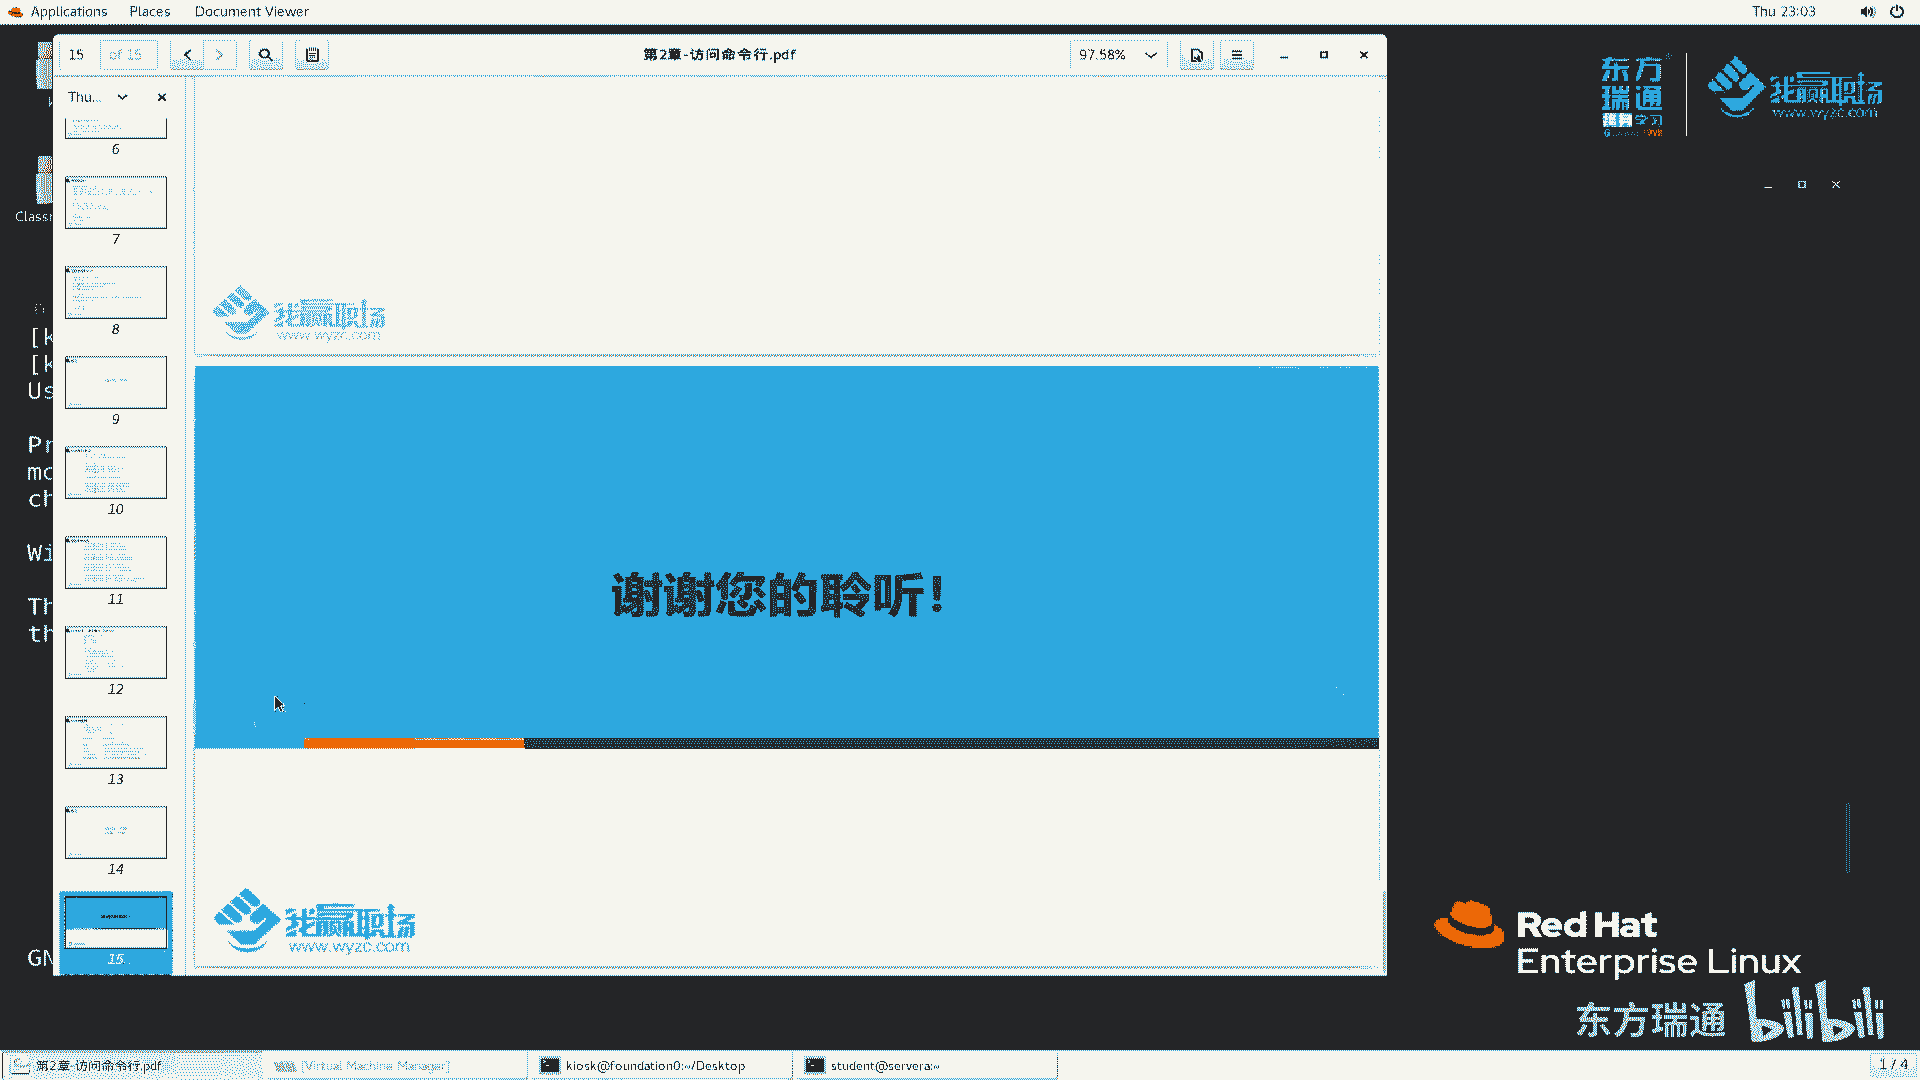 Applications Places Document Viewer Thu 23:03
15 of 15 第2章-访问命令行.pdf 97.58%
东方瑞通
学习
我赢职场
www.wyzc.com
Thu...
6
7
8
9
10
11
12
13
14
15
Class
[k
[k
Us
Pr
mo
ch
Wi
Th
th
GN
我赢职场
www.wyzc.com
谢谢您的聆听!
我赢职场
www.wyzc.com
Red Hat
Enterprise Linux
东方瑞通 bilibili
第2章-访问命令行.pdf [Virtual Machine Manager] kiosk@foundation0:~/Desktop student@servera:~ 1 / 4